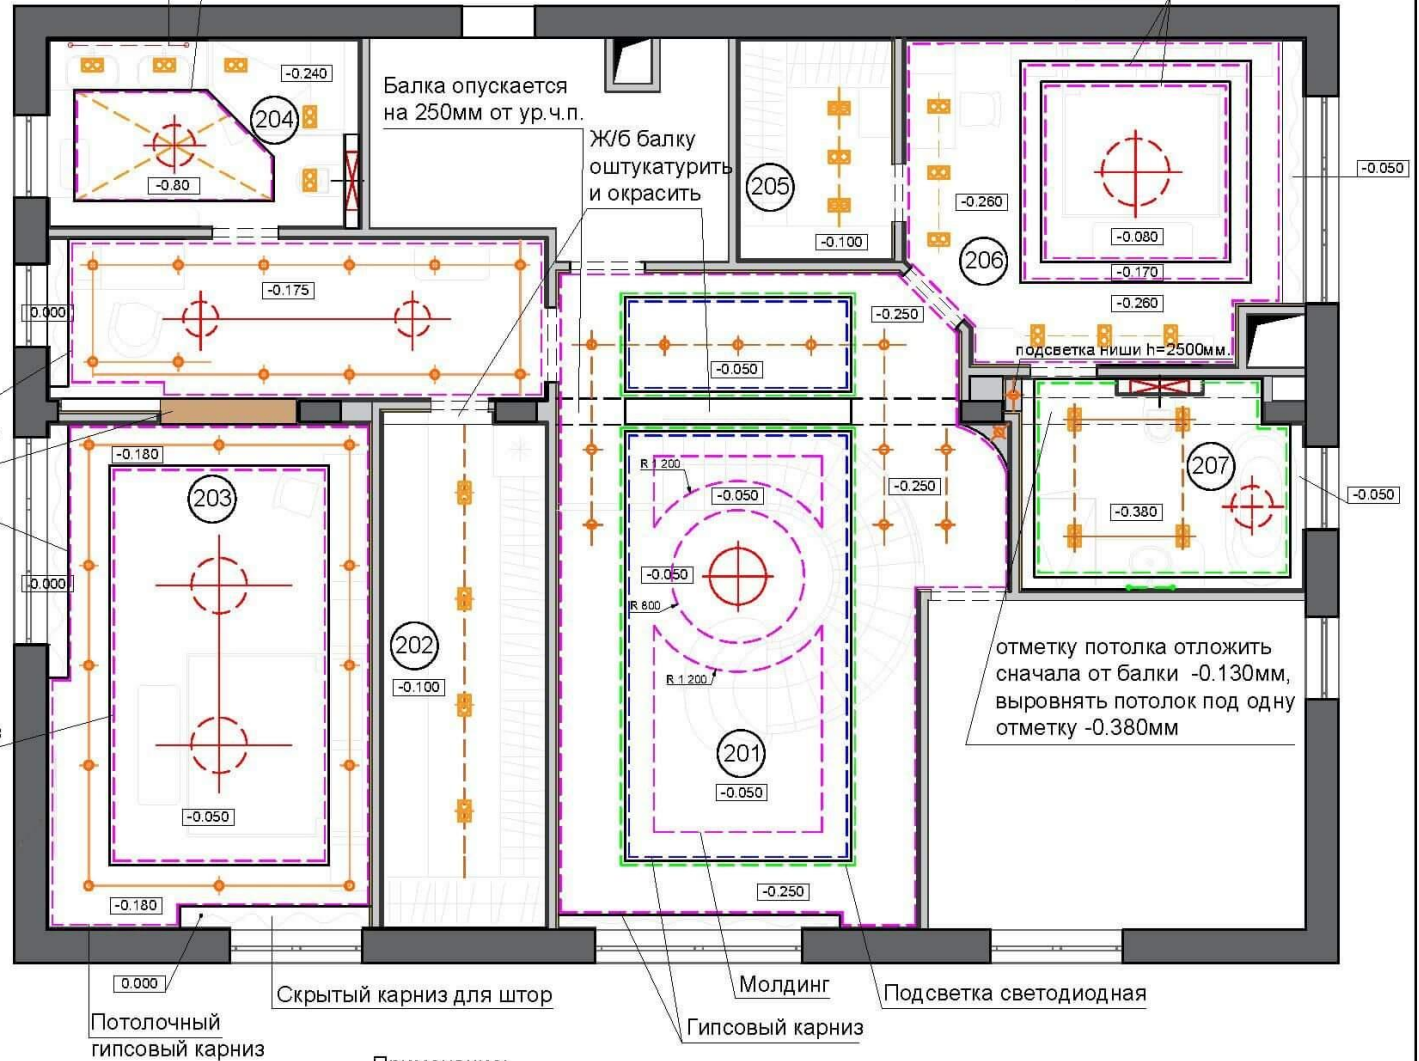 -0.240
204
-0.80
Балка опускается
на 250мм от ур.ч.п.
Ж/б балку
оштукатурить
и окрасить
205
-0.100
-0.260
206
-0.080
-0.170
-0.260
-0.050
0.000
-0.175
-0.250
-0.050
подсветка ниши h=2500мм.
-0.180
203
0.000
-0.050
-0.180
202
-0.100
R 1 200
-0.050
-0.050
R 800
R 1 200
201
-0.050
-0.250
-0.250
207
-0.380
-0.050
отметку потолка отложить
сначала от балки -0.130мм,
выровнять потолок под одну
отметку -0.380мм
0.000
Скрытый карниз для штор
Молдинг
Подсветка светодиодная
Потолочный
гипсовый карниз
Гипсовый карниз